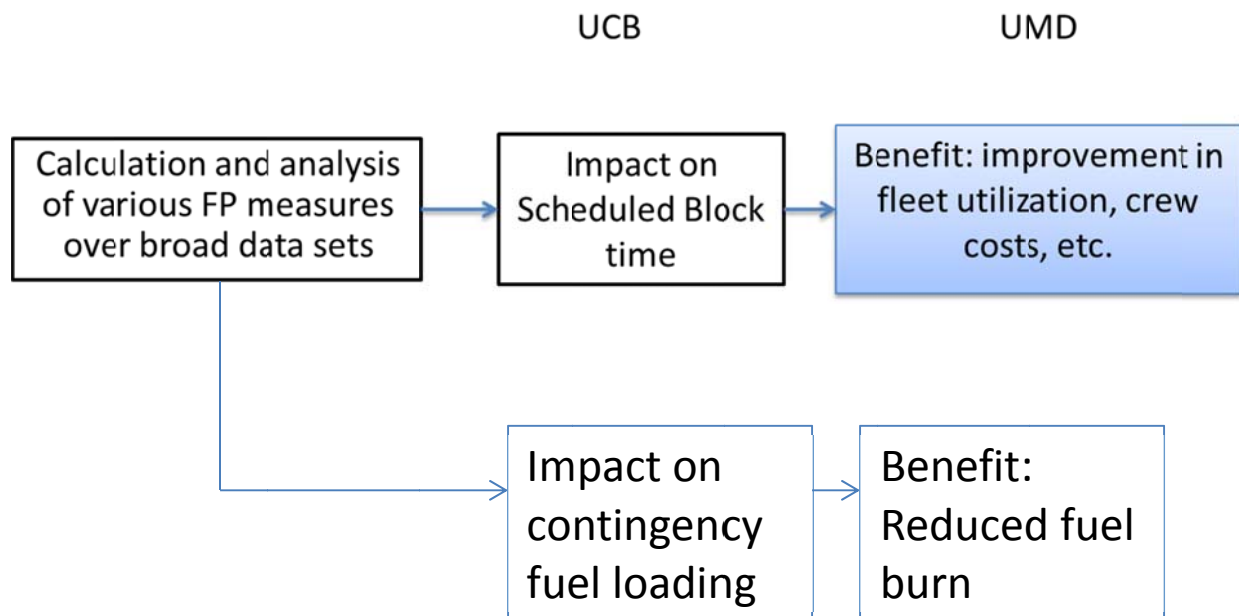 UCB
UMD
Calculation and analysis
of various FP measures
over broad data sets
Impact on
Scheduled Block
time
Benefit: improvement in
fleet utilization, crew
costs, etc.
Impact on
contingency
fuel loading
Benefit:
Reduced fuel
burn